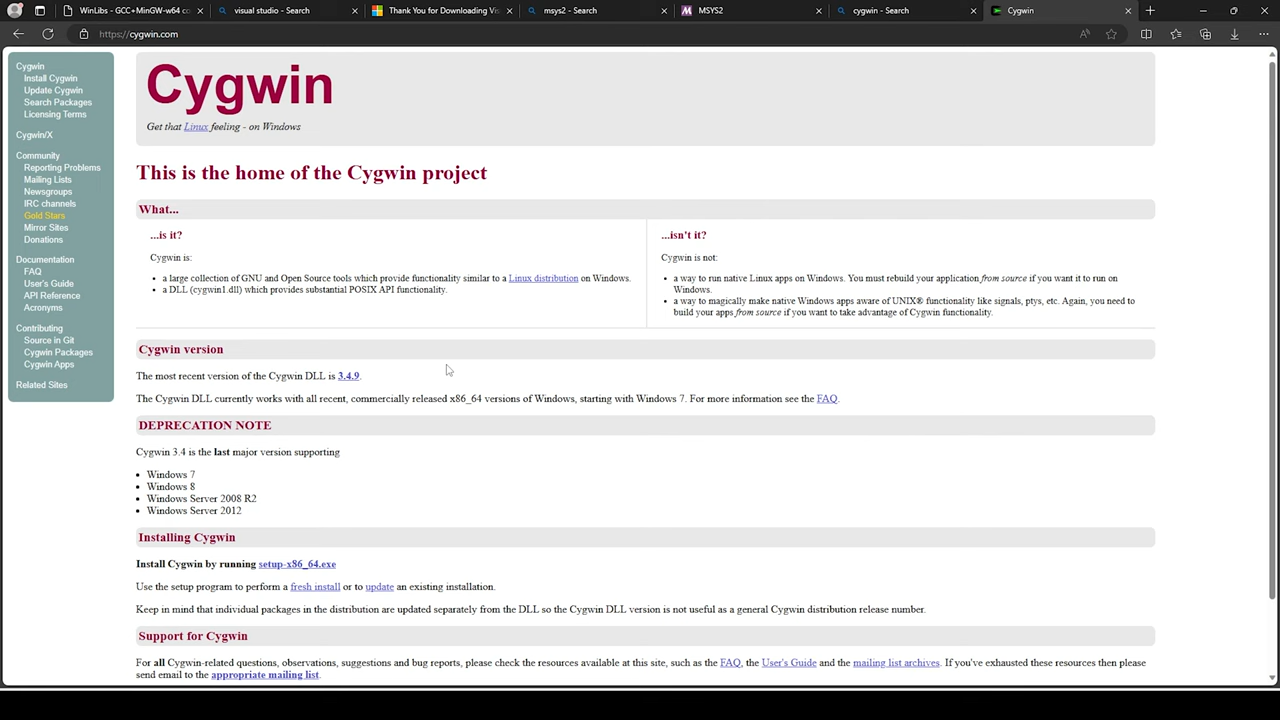 WinLibs - GCC+MinGW-w64 co
visual studio - Search
Thank You for Downloading Vis
msys2 - Search
MSYS2
cygwin - Search
Cygwin
https://cygwin.com
Cygwin
Install Cygwin
Update Cygwin
Search Packages
Licensing Terms
Cygwin/X
Community
Reporting Problems
Mailing Lists
Newsgroups
IRC channels
Gold Stars
Mirror Sites
Donations
Documentation
FAQ
User's Guide
API Reference
Acronyms
Contributing
Source in Git
Cygwin Packages
Cygwin Apps
Related Sites
Cygwin
Get that Linux feeling - on Windows
This is the home of the Cygwin project
What...
...is it?
Cygwin is:
• a large collection of GNU and Open Source tools which provide functionality similar to a Linux distribution on Windows.
• a DLL (cygwin1.dll) which provides substantial POSIX API functionality.
...isn't it?
Cygwin is not:
• a way to run native Linux apps on Windows. You must rebuild your application from source if you want it to run on
Windows.
• a way to magically make native Windows apps aware of UNIX® functionality like signals, ptys, etc. Again, you need to
build your apps from source if you want to take advantage of Cygwin functionality.
Cygwin version
The most recent version of the Cygwin DLL is 3.4.9.
The Cygwin DLL currently works with all recent, commercially released x86_64 versions of Windows, starting with Windows 7. For more information see the FAQ.
DEPRECATION NOTE
Cygwin 3.4 is the last major version supporting
• Windows 7
• Windows 8
• Windows Server 2008 R2
• Windows Server 2012
Installing Cygwin
Install Cygwin by running setup-x86_64.exe
Use the setup program to perform a fresh install or to update an existing installation.
Keep in mind that individual packages in the distribution are updated separately from the DLL so the Cygwin DLL version is not useful as a general Cygwin distribution release number.
Support for Cygwin
For all Cygwin-related questions, observations, suggestions and bug reports, please check the resources available at this site, such as the FAQ, the User's Guide and the mailing list archives. If you've exhausted these resources then please
send email to the appropriate mailing list.